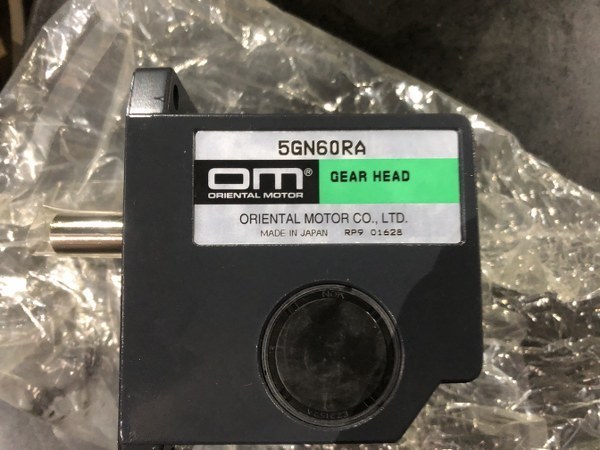 5GN60RA
OM®
ORIENTAL MOTOR
GEAR HEAD
ORIENTAL MOTOR CO., LTD.
MADE IN JAPAN RP9 01628